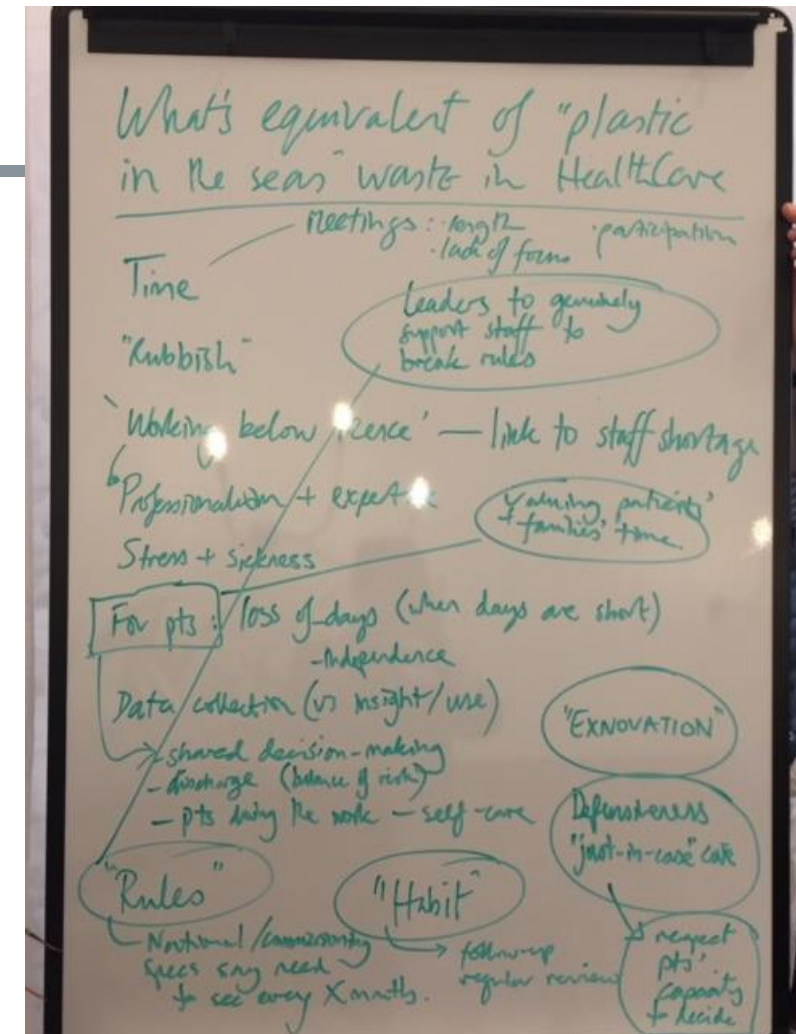 What's equivalent of "plastic
in the seas" waste in HealthCare
Meetings : · length
· lack of focus
· participation
Time
leaders to genuinely
support staff to
break rules
"Rubbish"
'Working below licence' — link to staff shortage
Professionalism + expertise
Valuing patients'
+ families' time.
Stress + sickness
For pts : loss of days (when days are short)
- independence
Data collection (vs insight/use)
"EXNOVATION"
- shared decision-making
- discharge (balance of risk)
- pts doing the work - self-care
Defensiveness
"just-in-case" care
"Rules"
"Habit"
National/commissioning
specs say need
to see every X months.
follow-up
regular review
respect
pts'
capacity
to decide